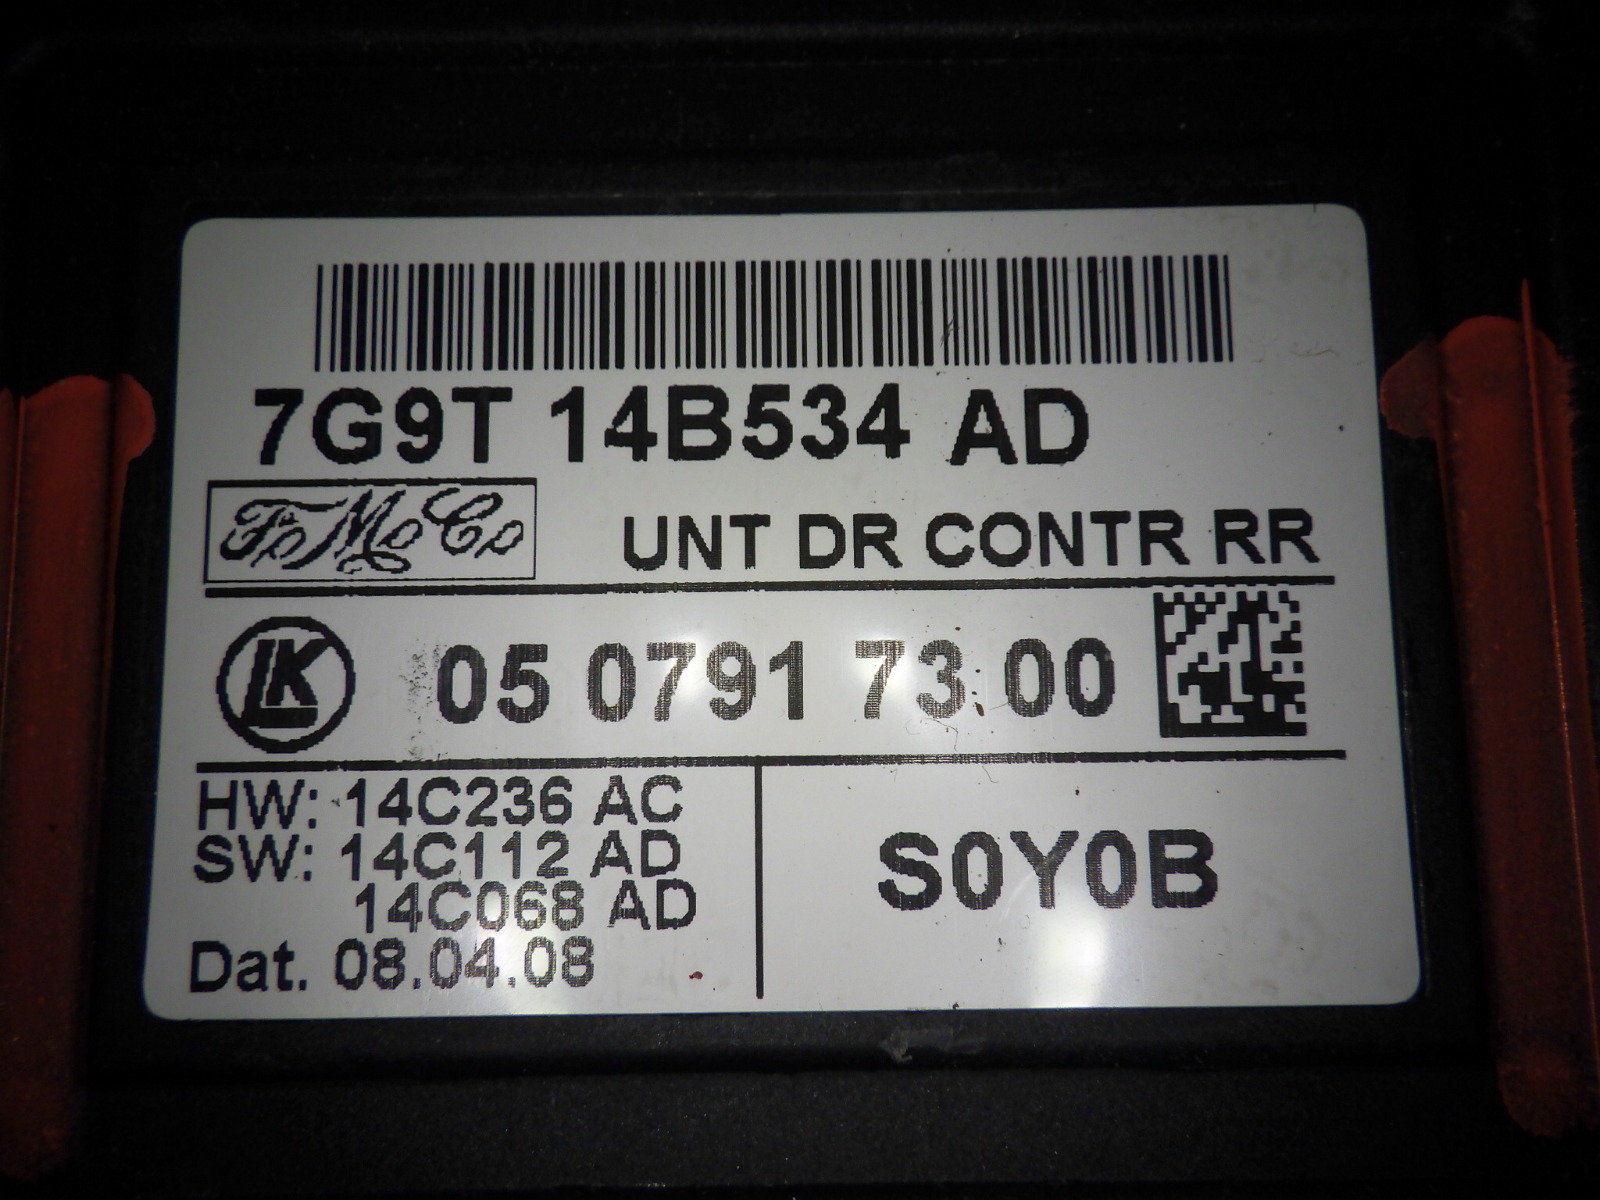 7G9T 14B534 AD
FoMoCo
UNT DR CONTR RR
LK 05 0791 73 00
HW: 14C236 AC
SW: 14C112 AD
14C068 AD
Dat. 08.04.08
S0Y0B